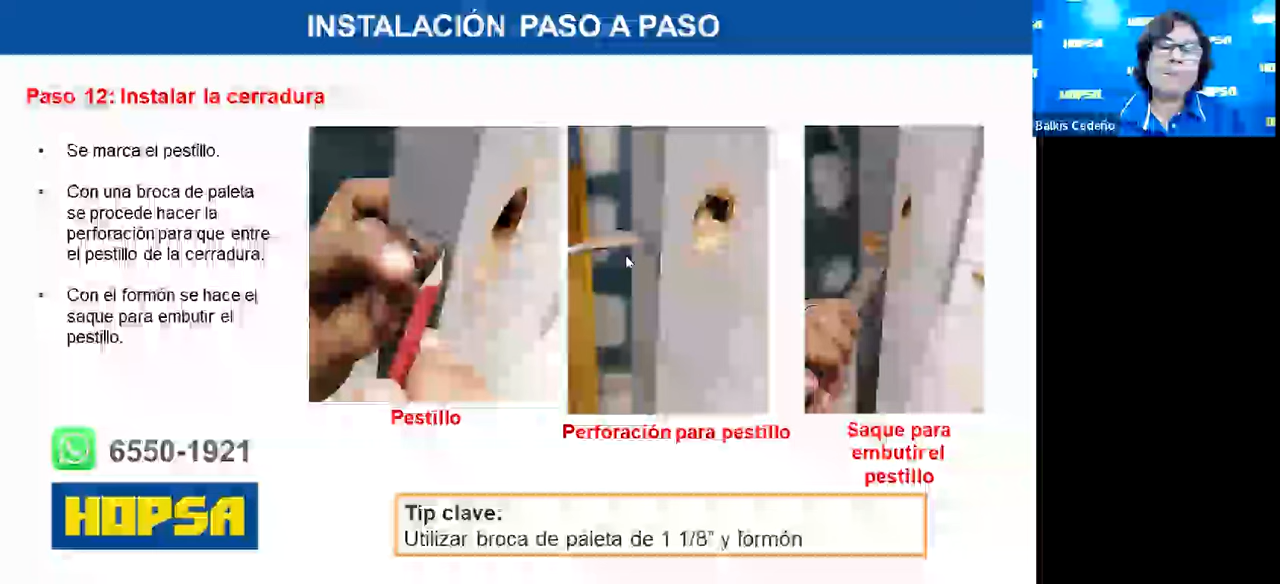 INSTALACIÓN PASO A PASO
Paso 12: Instalar la cerradura
Se marca el pestillo.
Con una broca de paleta
se procede hacer la
perforación para que entre
el pestillo de la cerradura.
Con el formón se hace el
saque para embutir el
pestillo.
Pestillo
Perforación para pestillo
Saque para
embutir el
pestillo
6550-1921
HOPSA
Tip clave:
Utilizar broca de paleta de 1 1/8” y formón
HOPSA
HOPSA
Balkis Cedeño